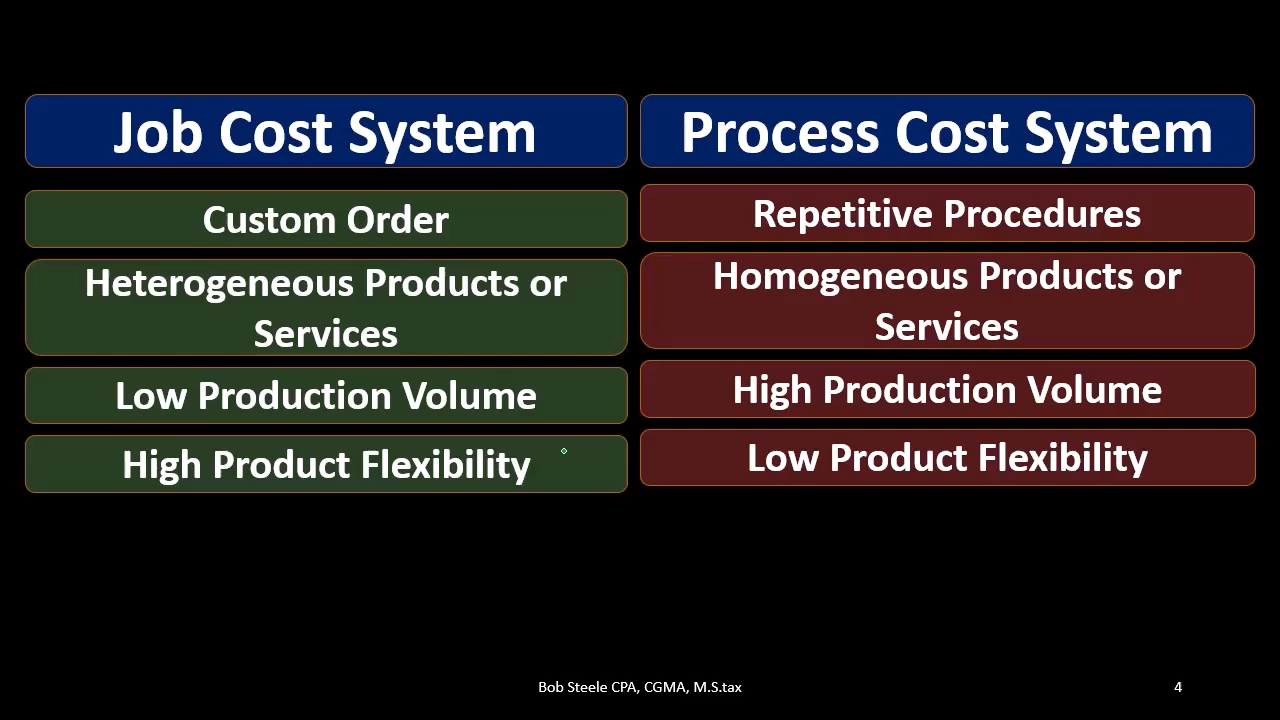 Job Cost System
Process Cost System
Custom Order
Repetitive Procedures
Heterogeneous Products or
Services
Homogeneous Products or
Services
Low Production Volume
High Production Volume
High Product Flexibility
Low Product Flexibility
Bob Steele CPA, CGMA, M.S.tax
4